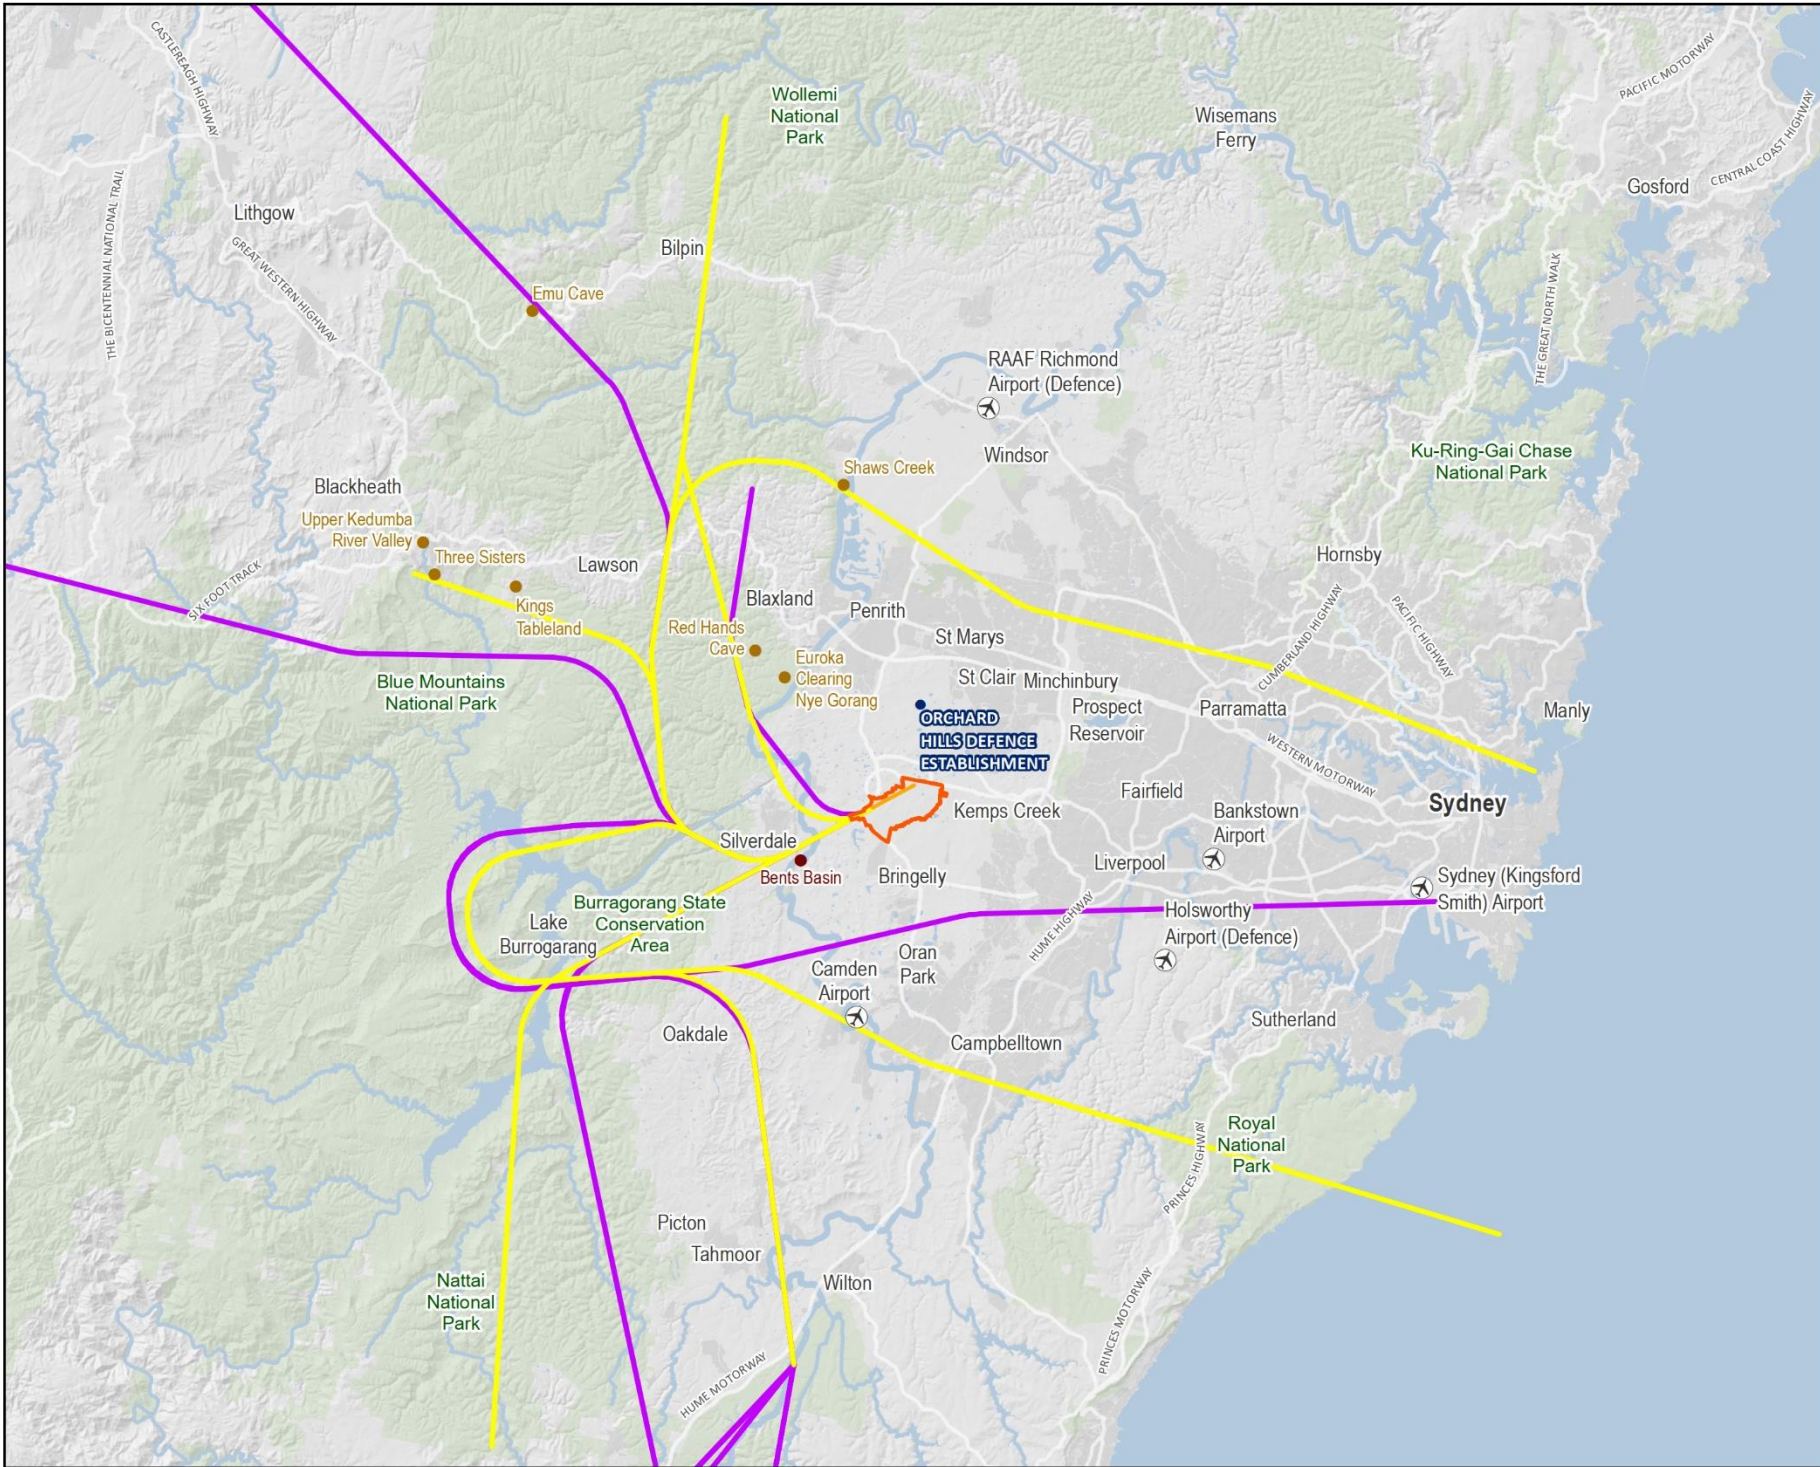 CASTLEREAGH HIGHWAY
PACIFIC MOTORWAY
Wollemi
National
Park
Wisemans
Ferry
CENTRAL COAST HIGHWAY
Gosford
THE BICENTENNIAL NATIONAL TRAIL
Lithgow
GREAT WESTERN HIGHWAY
Bilpin
Emu Cave
THE GREAT NORTH WALK
RAAF Richmond
Airport (Defence)
Windsor
Ku-Ring-Gai Chase
National Park
Shaws Creek
Blackheath
Upper Kedumba
River Valley
Three Sisters
Lawson
Hornsby
SIX FOOT TRACK
Kings
Tableland
Blaxland
Penrith
CUMBERLAND HIGHWAY
PACIFIC HIGHWAY
Red Hands
Cave
St Marys
Euroka
Clearing
Nye Gorang
St Clair
Minchinbury
Blue Mountains
National Park
Prospect
Reservoir
Parramatta
Manly
ORCHARD
HILLS DEFENCE
ESTABLISHMENT
WESTERN MOTORWAY
Fairfield
Sydney
Kemps Creek
Bankstown
Airport
Silverdale
Bents Basin
Bringelly
Liverpool
Sydney (Kingsford
Smith) Airport
Burragorang State
Conservation
Area
Lake
Burrogarang
HUME HIGHWAY
Holsworthy
Airport (Defence)
Oran
Park
Camden
Airport
Oakdale
Campbelltown
Sutherland
Royal
National
Park
PRINCES HIGHWAY
Picton
Tahmoor
Wilton
Nattai
National
Park
PRINCES MOTORWAY
HUME MOTORWAY